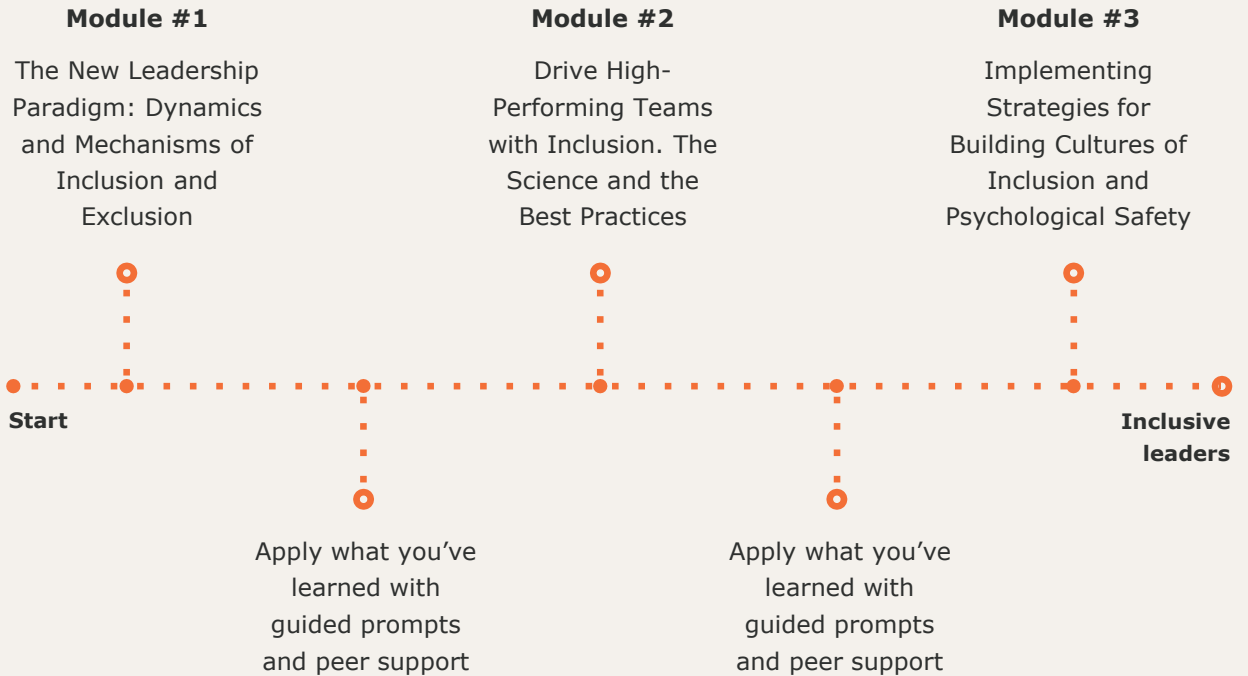 Module #1
The New Leadership
Paradigm: Dynamics
and Mechanisms of
Inclusion and
Exclusion
Module #2
Drive High-
Performing Teams
with Inclusion. The
Science and the
Best Practices
Module #3
Implementing
Strategies for
Building Cultures of
Inclusion and
Psychological Safety
Start
Inclusive
leaders
Apply what you’ve
learned with
guided prompts
and peer support
Apply what you’ve
learned with
guided prompts
and peer support